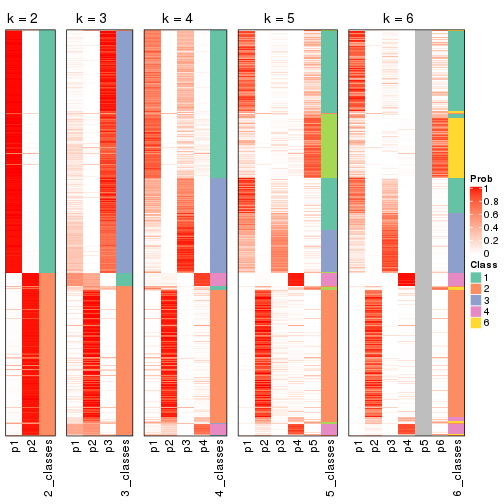 k = 2 k = 3 k = 4 k = 5 k = 6
Prob
1
0.8
0.6
0.4
0.2
0
Class
1
2
3
4
6
p1 p2 2_classes p1 p2 p3 3_classes p1 p2 p3 p4 4_classes p1 p2 p3 p4 p5 5_classes p1 p2 p3 p4 p5 p6 6_classes